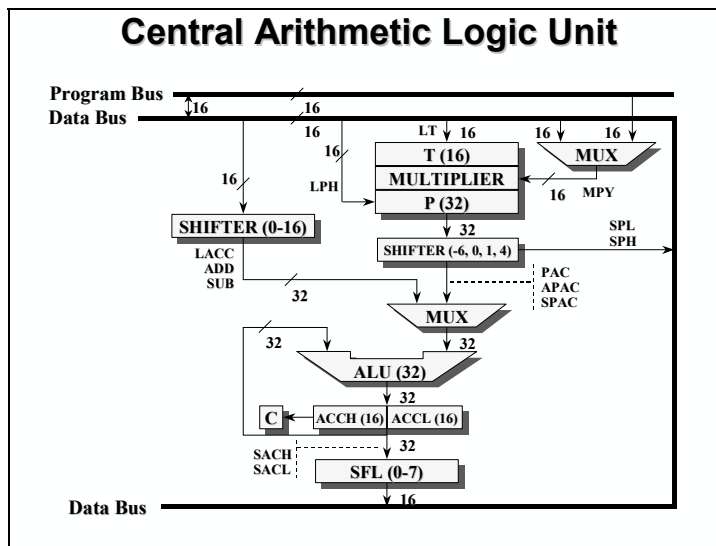 Central Arithmetic Logic Unit
Program Bus
16
16
Data Bus
16
LT
16
16
16
16
T (16)
MUX
MULTIPLIER
16
LPH
16
MPY
P (32)
32
SHIFTER (0-16)
SPL
SPH
SHIFTER (-6, 0, 1, 4)
LACC
ADD
SUB
32
PAC
APAC
SPAC
MUX
32
32
ALU (32)
32
C
ACCH (16)
ACCL (16)
32
SACH
SACL
SFL (0-7)
16
Data Bus